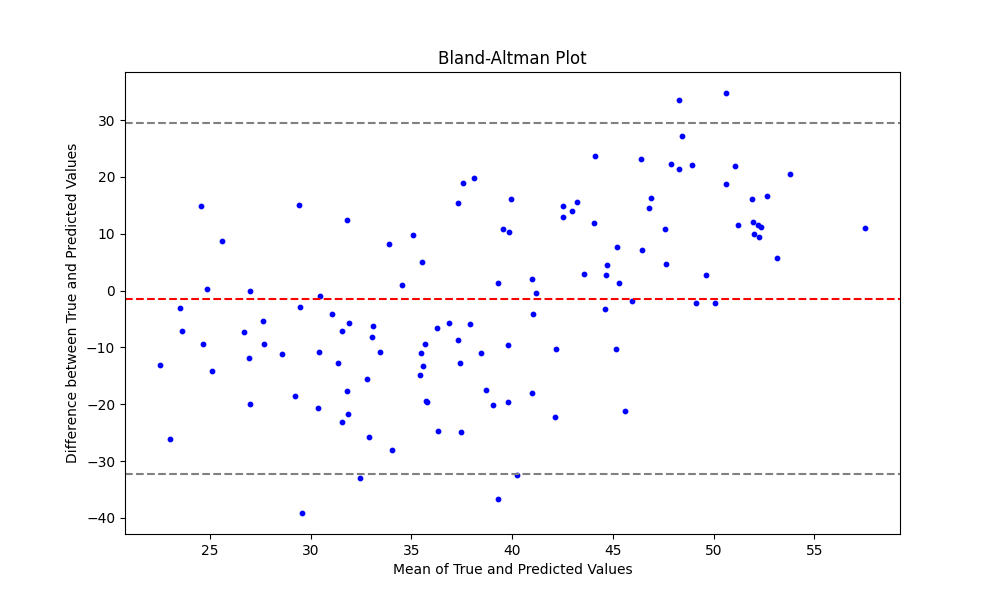 Bland-Altman Plot
Difference between True and Predicted Values
30
20
10
0
−10
−20
−30
−40
25 30 35 40 45 50 55
Mean of True and Predicted Values